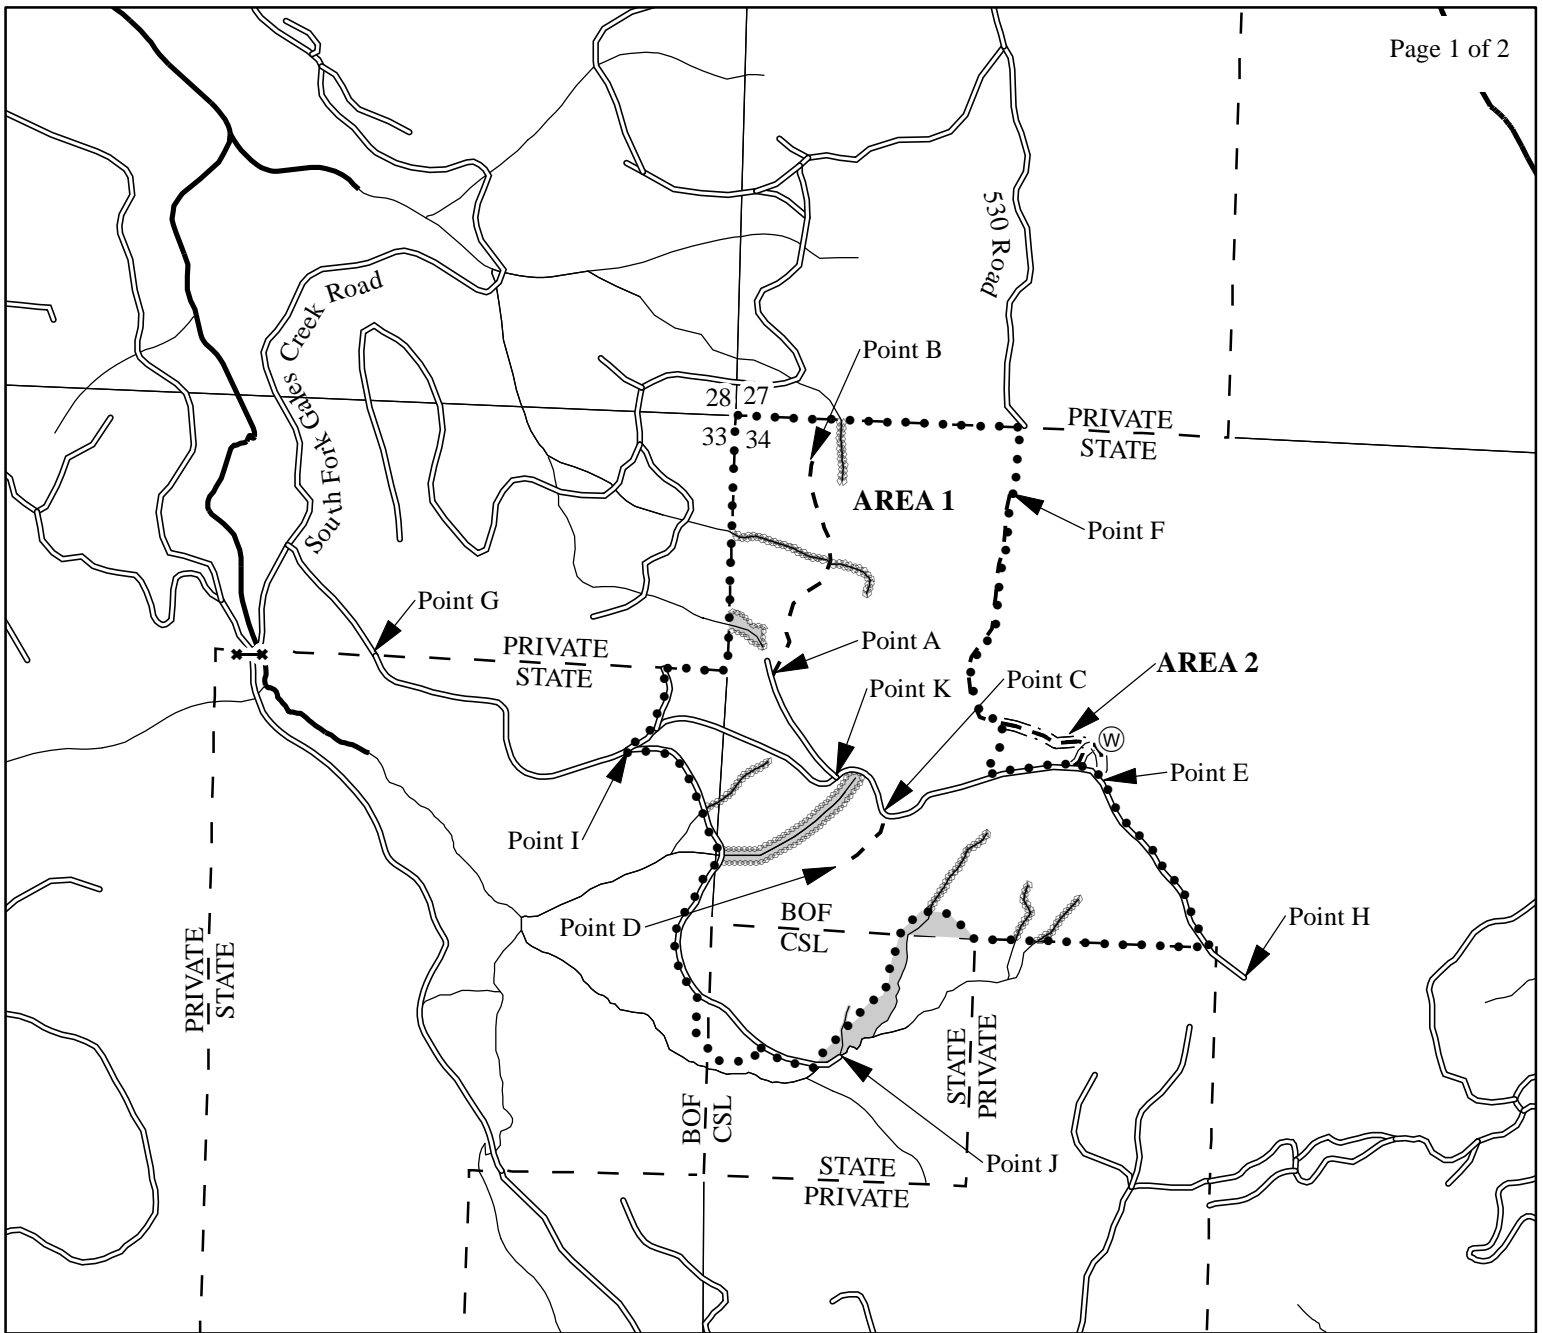 Page 1 of 2
530 Road
South Fork Gales Creek Road
Point B
28 27
33 34
PRIVATE
STATE
AREA 1
Point F
Point G
PRIVATE
STATE
Point A
Point K
Point C
AREA 2
W
Point E
Point I
Point D
BOF
CSL
Point H
PRIVATE
STATE
STATE
PRIVATE
BOF
CSL
Point J
STATE
PRIVATE